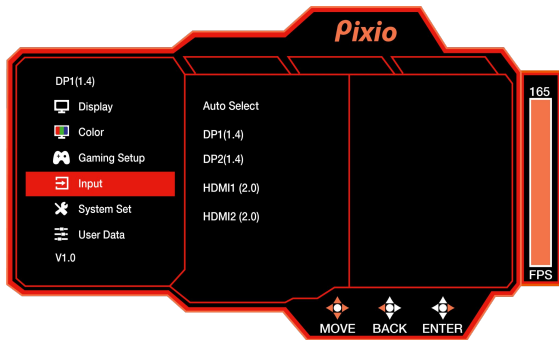 Pixio
DP1(1.4)
Display
Color
Gaming Setup
Input
System Set
User Data
V1.0
Auto Select
DP1(1.4)
DP2(1.4)
HDMI1 (2.0)
HDMI2 (2.0)
165
FPS
MOVE BACK ENTER